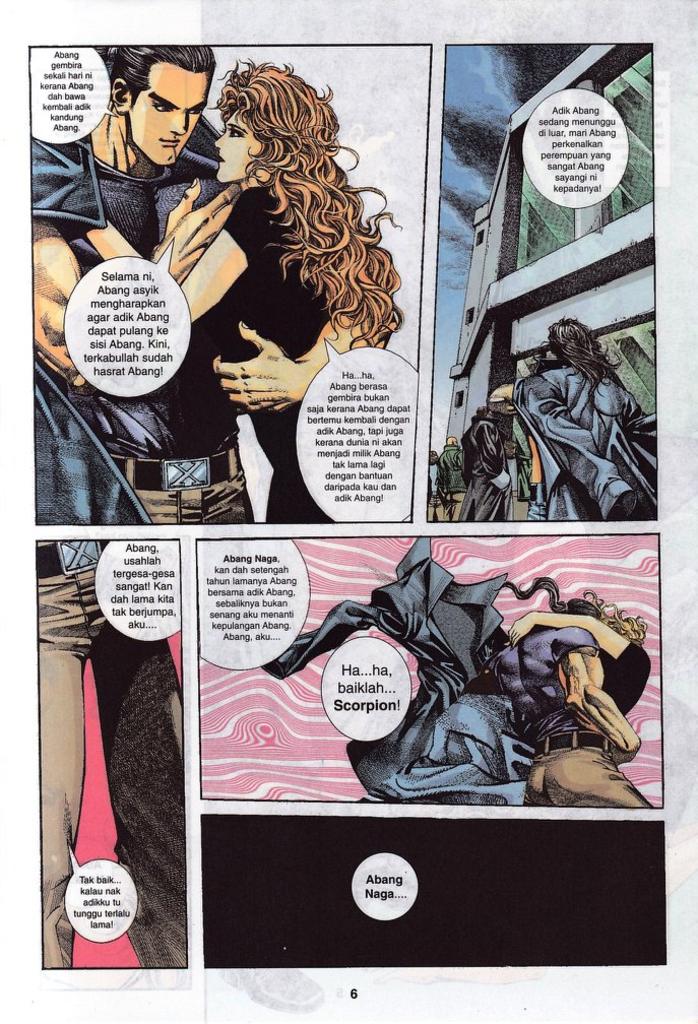 Abang
gembira
sekali hari ni
kerana Abang
dah bawa
kembali adik
kandung
Abang.
Selama ni,
Abang asyik
mengharapkan
agar adik Abang
dapat pulang ke
sisi Abang. Kini,
terkabullah sudah
hasrat Abang!
Ha...ha,
Abang berasa
gembira bukan
saja kerana Abang dapat
bertemu kembali dengan
adik Abang, tapi juga
kerana dunia ni akan
menjadi milik Abang
tak lama lagi
dengan bantuan
daripada kau dan
adik Abang!
Adik Abang
sedang menunggu
di luar, mari Abang
perkenalkan
perempuan yang
sangat Abang
sayangi ni
kepadanya!
Abang,
usahlah
tergesa-gesa
sangat! Kan
dah lama kita
tak berjumpa,
aku....
Tak baik...
kalau nak
adikku tu
tunggu terlalu
lama!
Abang Naga,
kan dah setengah
tahun lamanya Abang
bersama adik Abang,
sebaliknya bukan
senang aku menanti
kepulangan Abang.
Abang, aku....
Ha...ha,
baiklah...
Scorpion!
Abang
Naga....
6